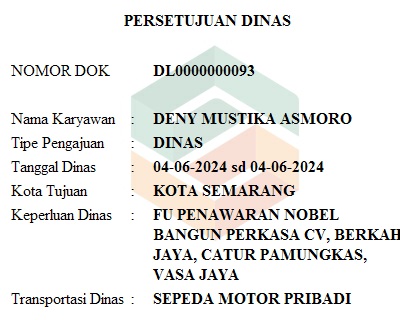 PERSETUJUAN DINAS
NOMOR DOK DL0000000093
Nama Karyawan : DENY MUSTIKA ASMORO
Tipe Pengajuan : DINAS
Tanggal Dinas : 04-06-2024 sd 04-06-2024
Kota Tujuan : KOTA SEMARANG
Keperluan Dinas : FU PENAWARAN NOBEL
BANGUN PERKASA CV, BERKAH
JAYA, CATUR PAMUNGKAS,
VASA JAYA
Transportasi Dinas : SEPEDA MOTOR PRIBADI